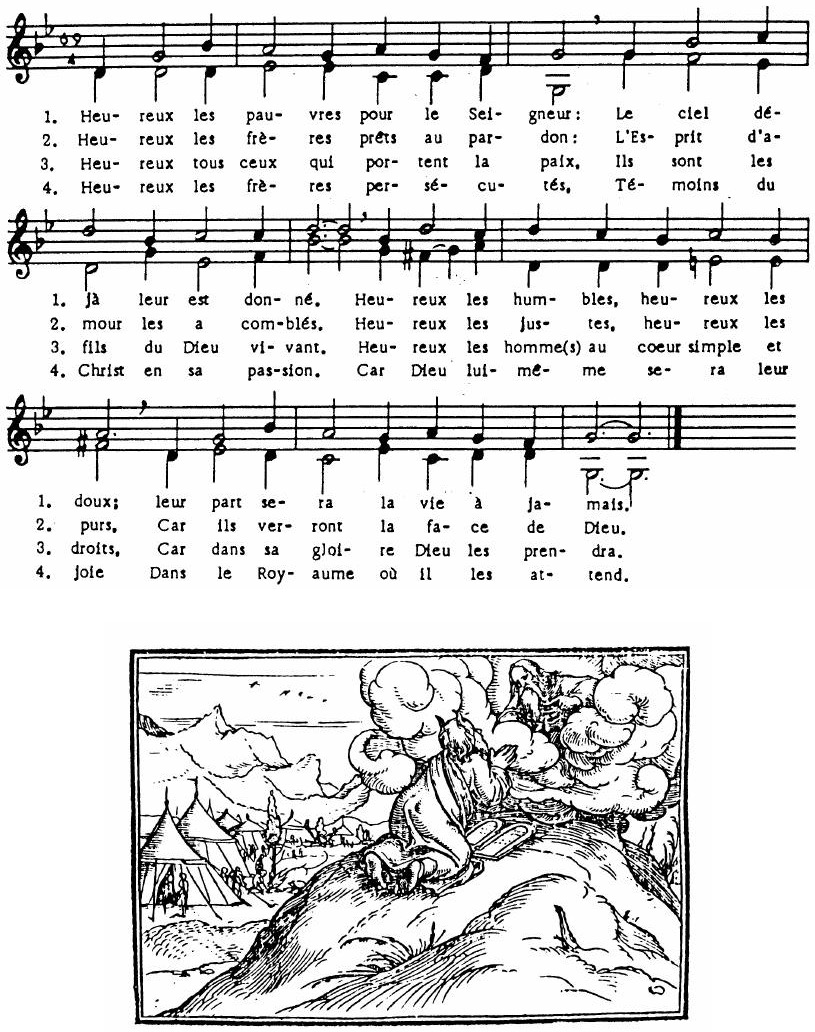 69
4
1. Heu- reux les pau- vres pour le Sei- gneur: Le ciel dé-
2. Heu- reux les frè- res prêts au par- don: L'Es- prit d'a-
3. Heu- reux tous ceux qui por- tent la paix, Ils sont les
4. Heu- reux les frè- res per- sé- cu- tés, Té- moins du
1. jà leur est don- né. Heu- reux les hum- bles, heu- reux les
2. mour les a com- blés. Heu- reux les jus- tes, heu- reux les
3. fils du Dieu vi- vant. Heu- reux les homme(s) au coeur simple et
4. Christ en sa pas- sion. Car Dieu lui- mê- me se- ra leur
1. doux; leur part se- ra la vie à ja- mais.
2. purs, Car ils ver- ront la fa- ce de Dieu.
3. droits, Car dans sa gloi- re Dieu les pren- dra.
4. joie Dans le Roy- aume où il les at- tend.